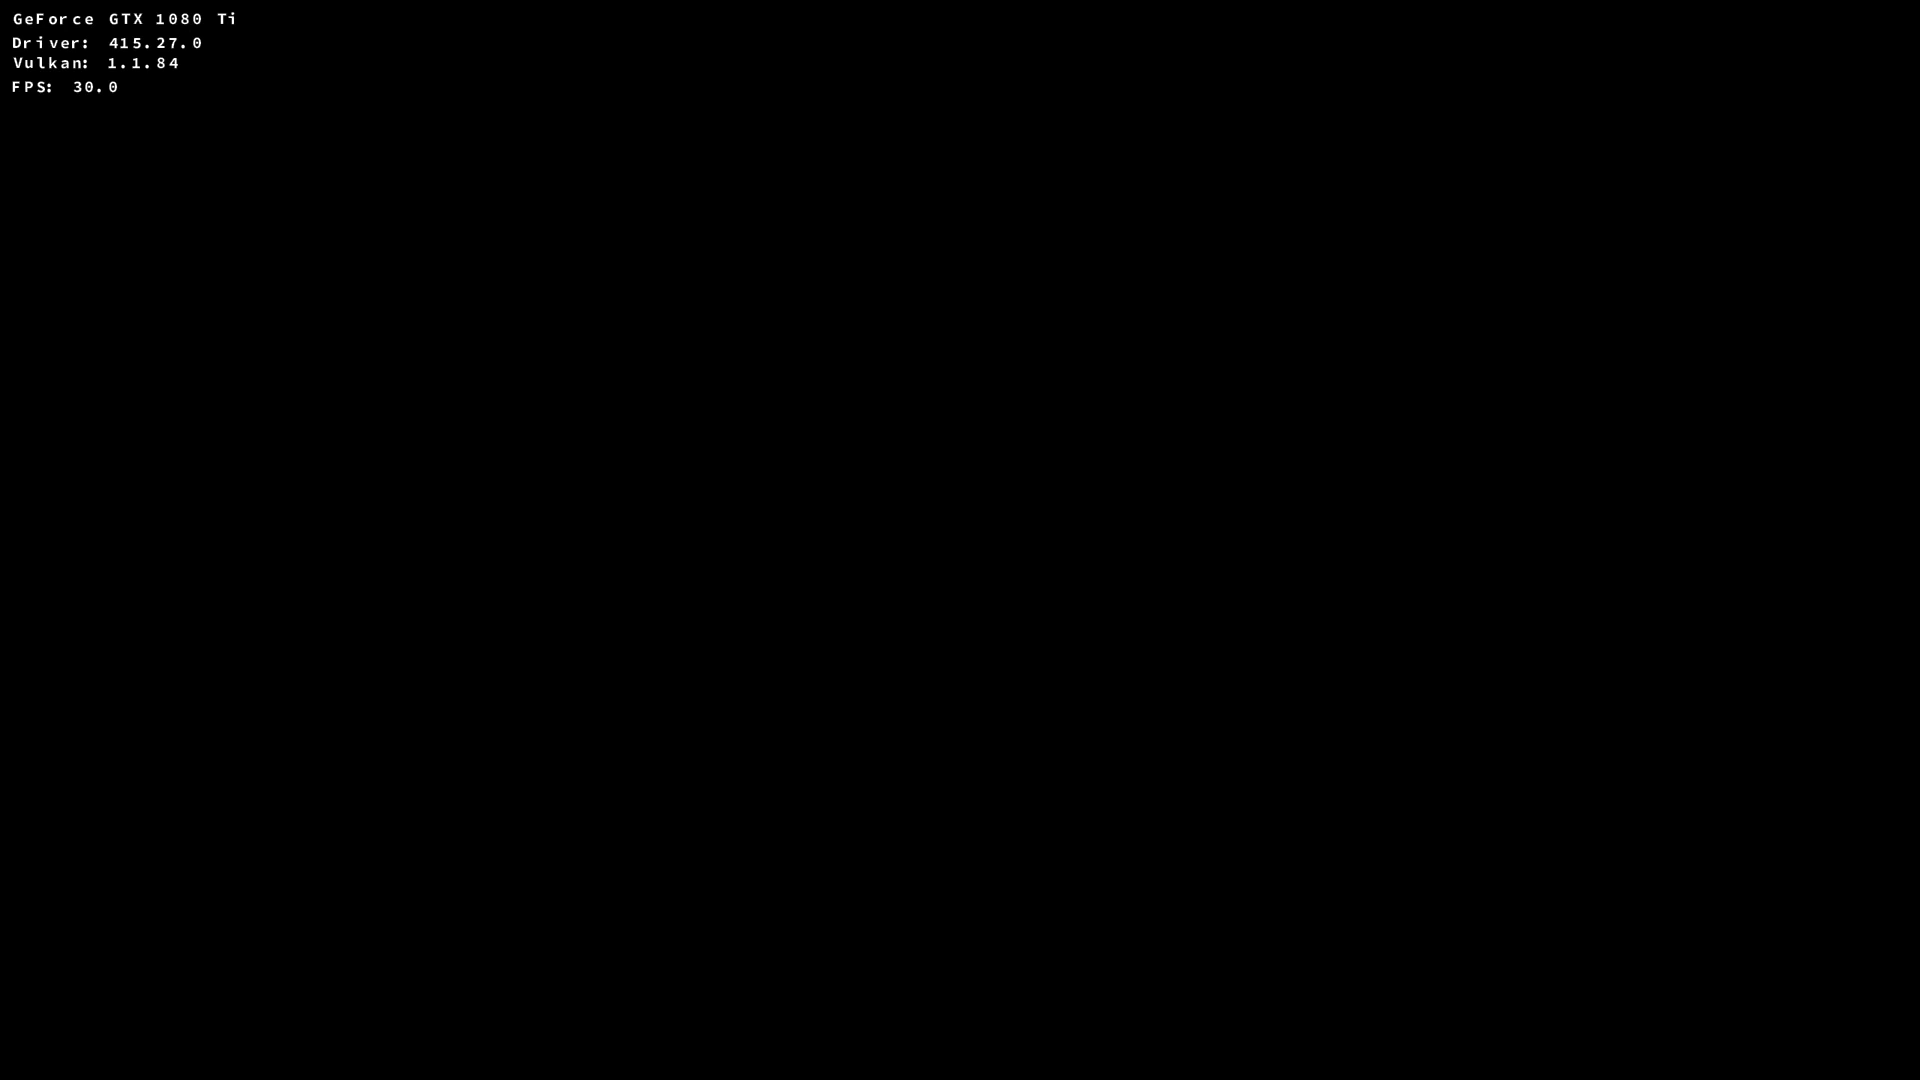 GeForce GTX 1080 Ti
Driver: 415.27.0
Vulkan: 1.1.84
FPS: 30.0